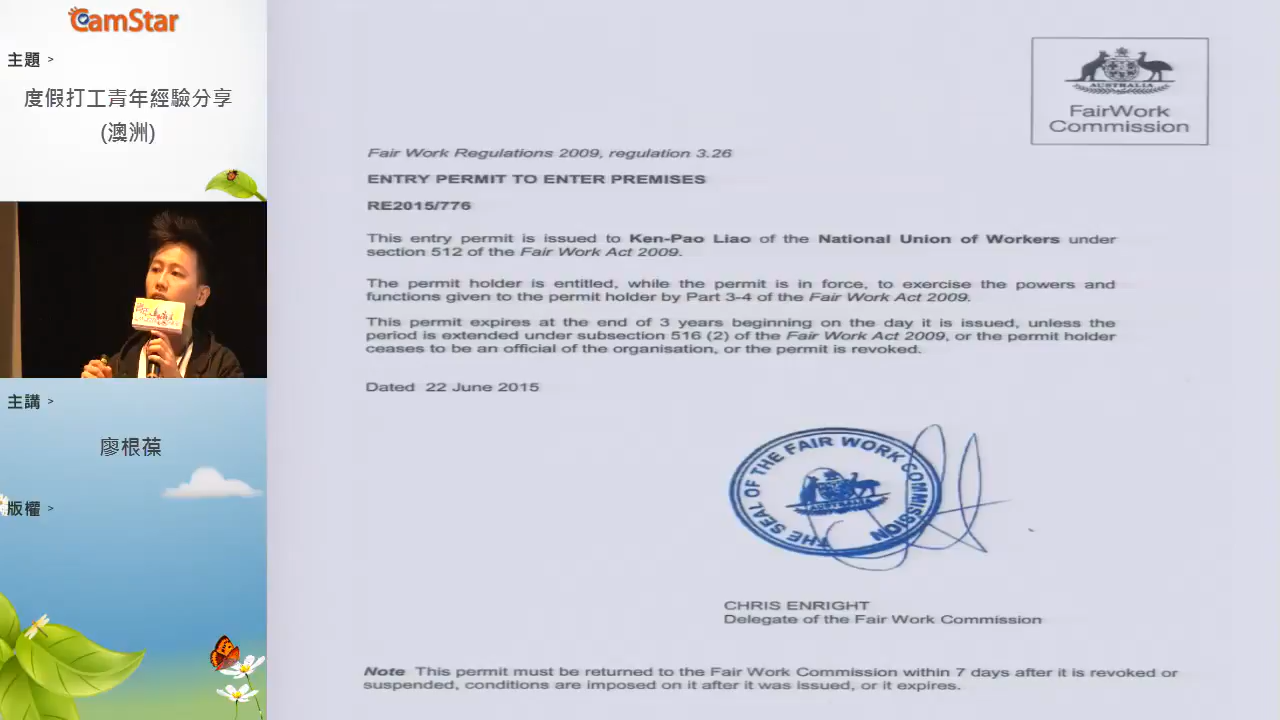 CamStar
主題 >
度假打工青年經驗分享
(澳洲)
主講 >
廖根葆
版權 >
AUSTRALIA
FairWork
Commission
Fair Work Regulations 2009, regulation 3.26
ENTRY PERMIT TO ENTER PREMISES
RE2015/776
This entry permit is issued to Ken-Pao Liao of the National Union of Workers under
section 512 of the Fair Work Act 2009.
The permit holder is entitled, while the permit is in force, to exercise the powers and
functions given to the permit holder by Part 3-4 of the Fair Work Act 2009.
This permit expires at the end of 3 years beginning on the day it is issued, unless the
period is extended under subsection 516 (2) of the Fair Work Act 2009, or the permit holder
ceases to be an official of the organisation, or the permit is revoked.
Dated 22 June 2015
THE SEAL OF THE FAIR WORK COMMISSION
AUSTRALIA
CHRIS ENRIGHT
Delegate of the Fair Work Commission
Note This permit must be returned to the Fair Work Commission within 7 days after it is revoked or
suspended, conditions are imposed on it after it was issued, or it expires.